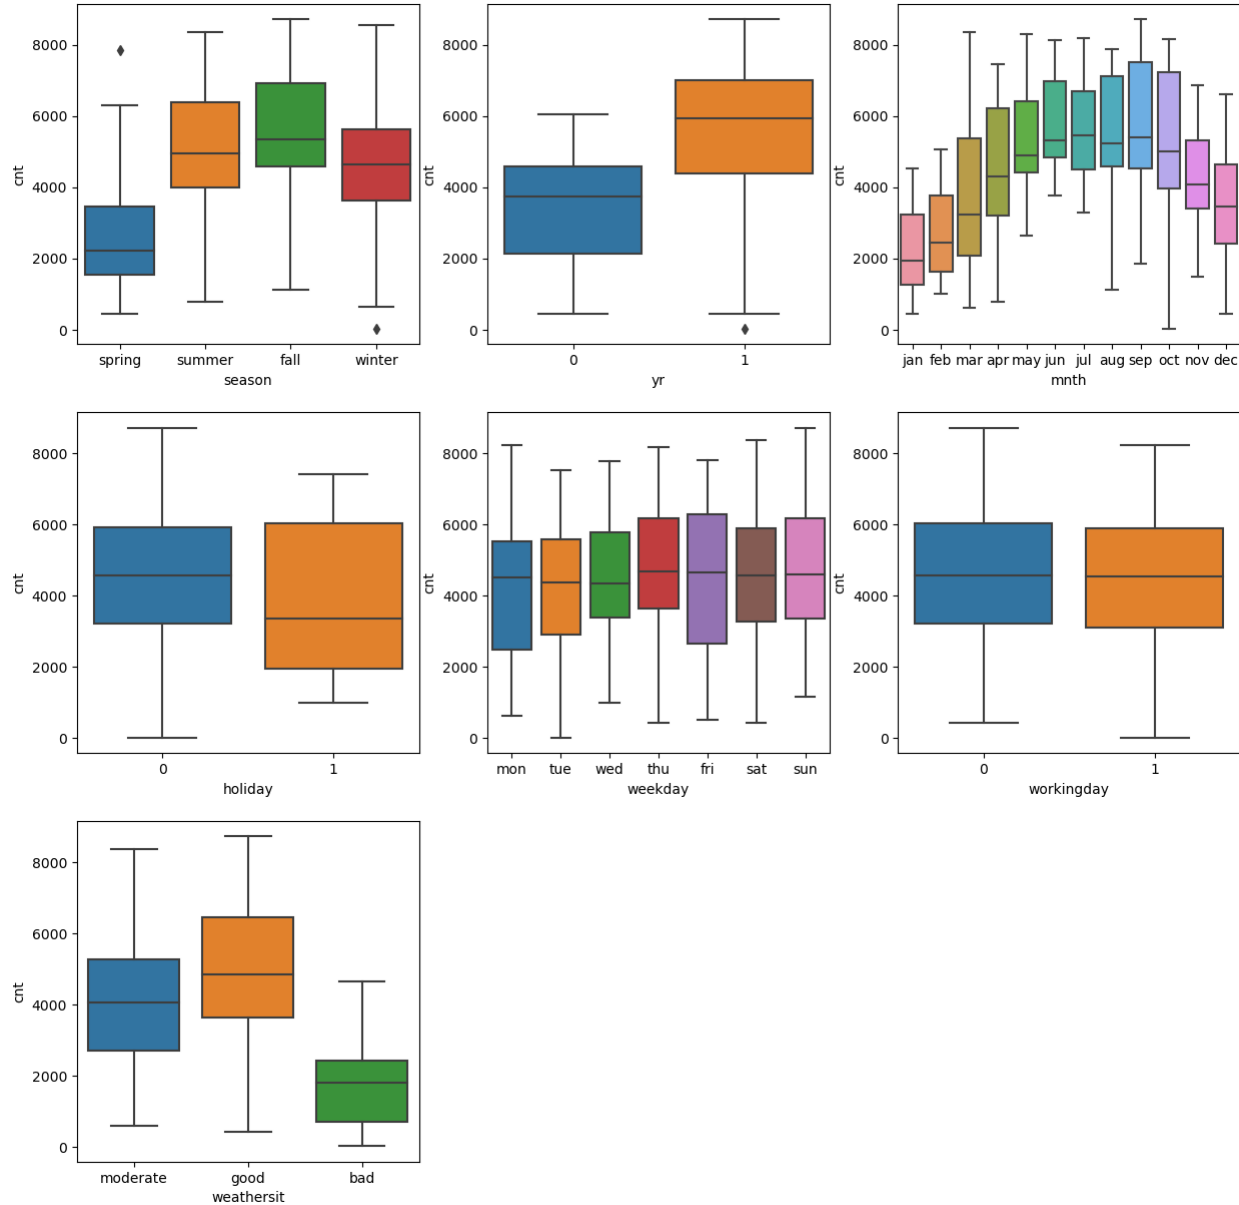 8000
6000
4000
2000
0
cnt
spring summer fall winter
season
8000
6000
4000
2000
0
cnt
0 1
yr
8000
6000
4000
2000
0
cnt
jan feb mar apr may jun jul aug sep oct nov dec
mnth
8000
6000
4000
2000
0
cnt
0 1
holiday
8000
6000
4000
2000
0
cnt
mon tue wed thu fri sat sun
weekday
8000
6000
4000
2000
0
cnt
0 1
workingday
8000
6000
4000
2000
0
cnt
moderate good bad
weathersit